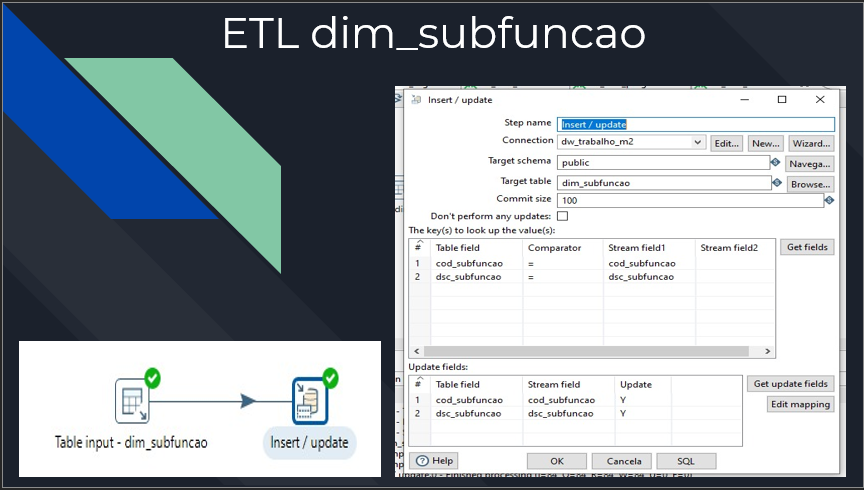 ETL dim_subfuncao
Insert / update
Step name Insert / update
Connection dw_trabalho_m2 Edit... New... Wizard...
Target schema public Navega...
Target table dim_subfuncao Browse...
Commit size 100
Don't perform any updates:
The key(s) to look up the value(s):
# Table field Comparator Stream field1 Stream field2 Get fields
1 cod_subfuncao = cod_subfuncao
2 dsc_subfuncao = dsc_subfuncao
Update fields:
# Table field Stream field Update Get update fields
1 cod_subfuncao cod_subfuncao Y Edit mapping
2 dsc_subfuncao dsc_subfuncao Y
Help OK Cancela SQL
Table input - dim_subfuncao Insert / update